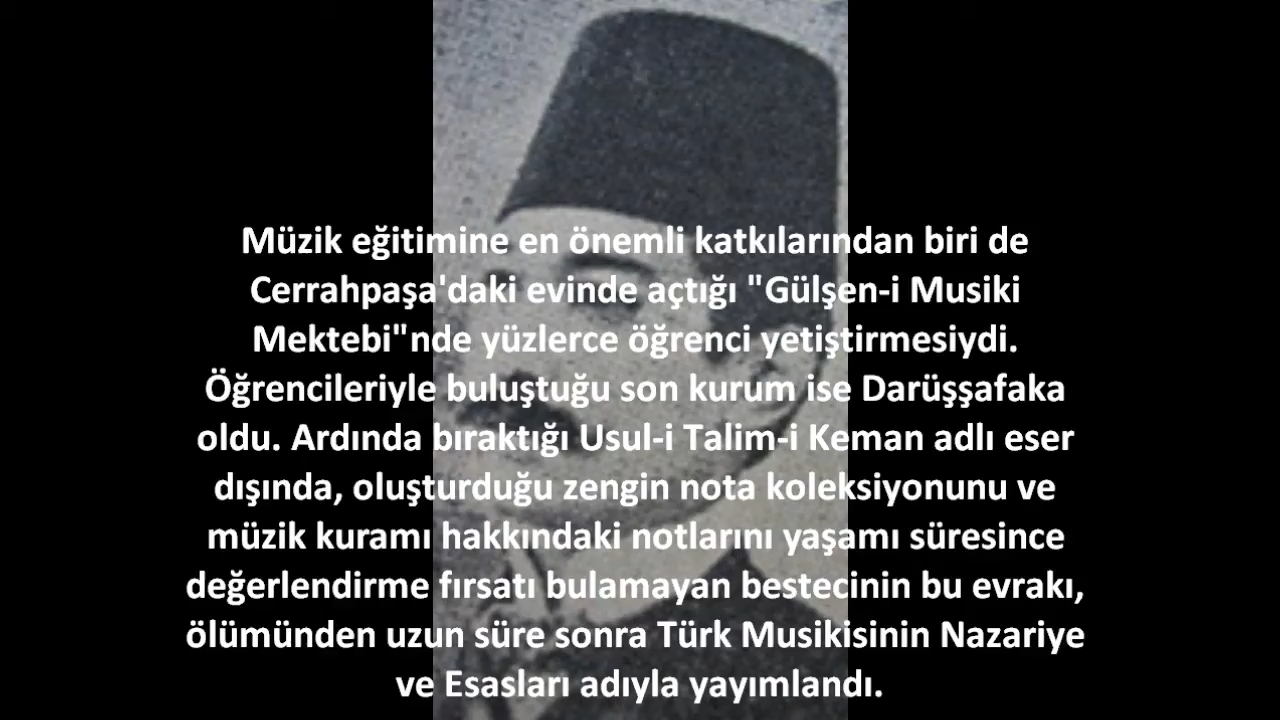 Müzik eğitimine en önemli katkılarından biri de
Cerrahpaşa'daki evinde açtığı "Gülşen-i Musiki
Mektebi"nde yüzlerce öğrenci yetiştirmesiydi.
Öğrencileriyle buluştuğu son kurum ise Darüşşafaka
oldu. Ardında bıraktığı Usul-i Talim-i Keman adlı eser
dışında, oluşturduğu zengin nota koleksiyonunu ve
müzik kuramı hakkındaki notlarını yaşamı süresince
değerlendirme fırsatı bulamayan bestecinin bu evrakı,
ölümünden uzun süre sonra Türk Musikisinin Nazariye
ve Esasları adıyla yayımlandı.